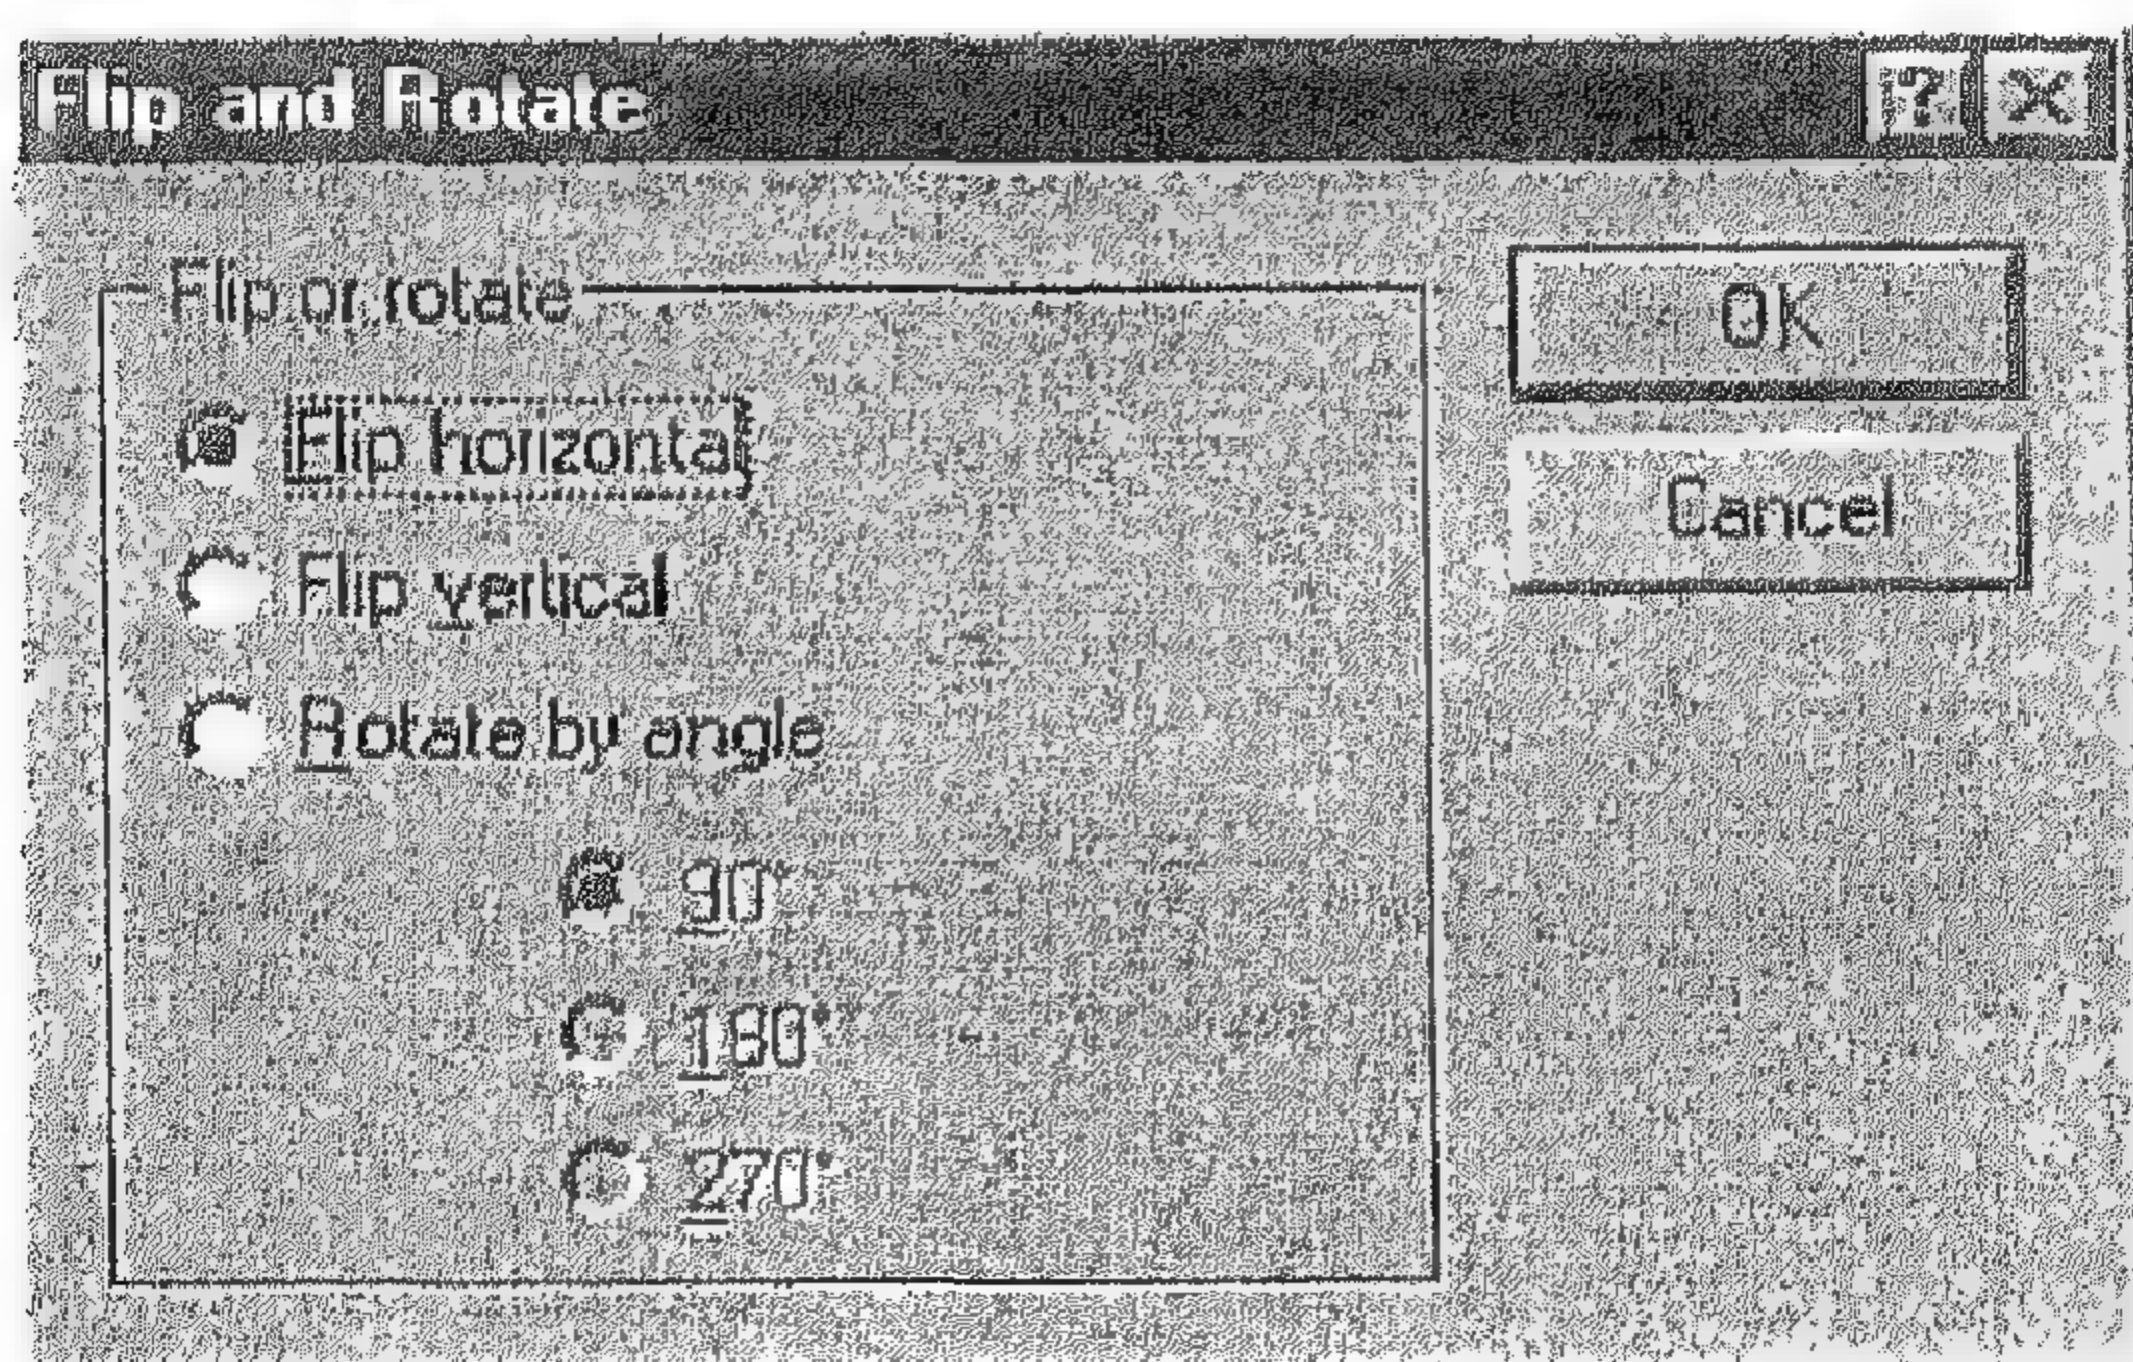 Flip and Rotate
Flip or rotate
Flip horizontal
Flip vertical
Rotate by angle
90°
180°
270°
OK
Cancel